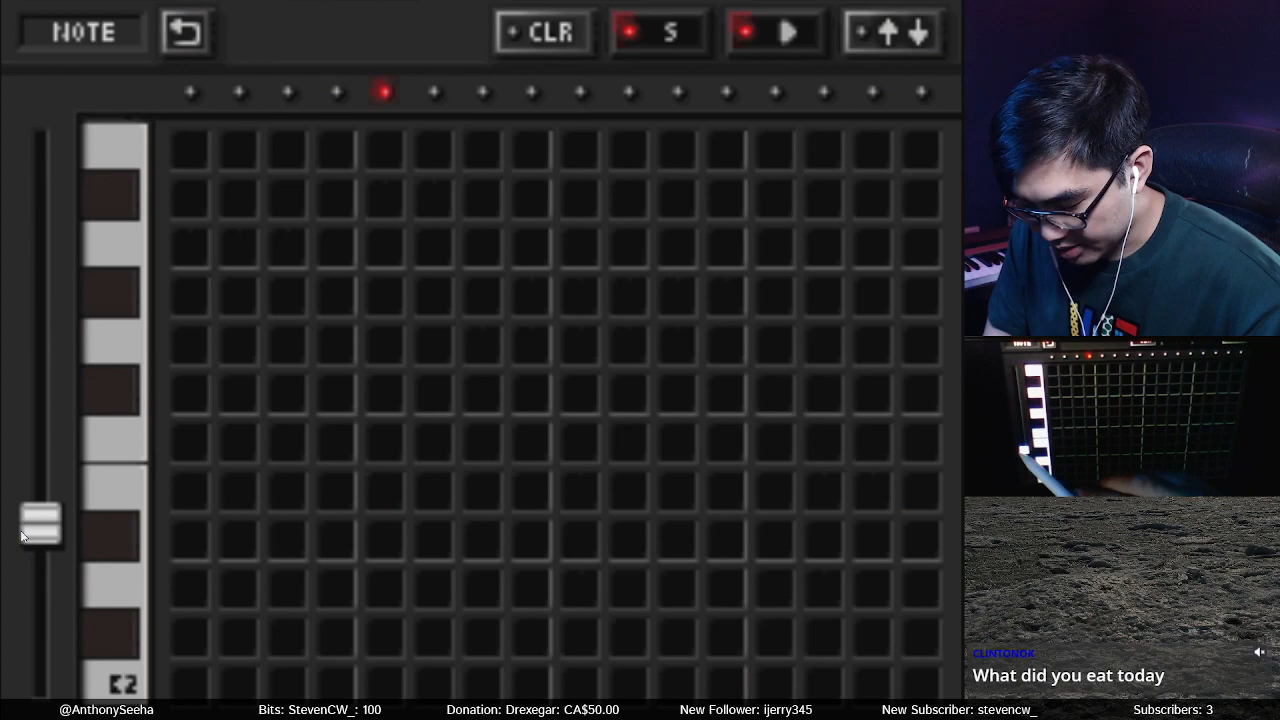 NOTE
CLR
S
C2
CLINTONOK
What did you eat today
@AnthonySeeha
Bits: StevenCW_: 100
Donation: Drexegar: CA$50.00
New Follower: ijerry345
New Subscriber: stevencw_
Subscribers: 3